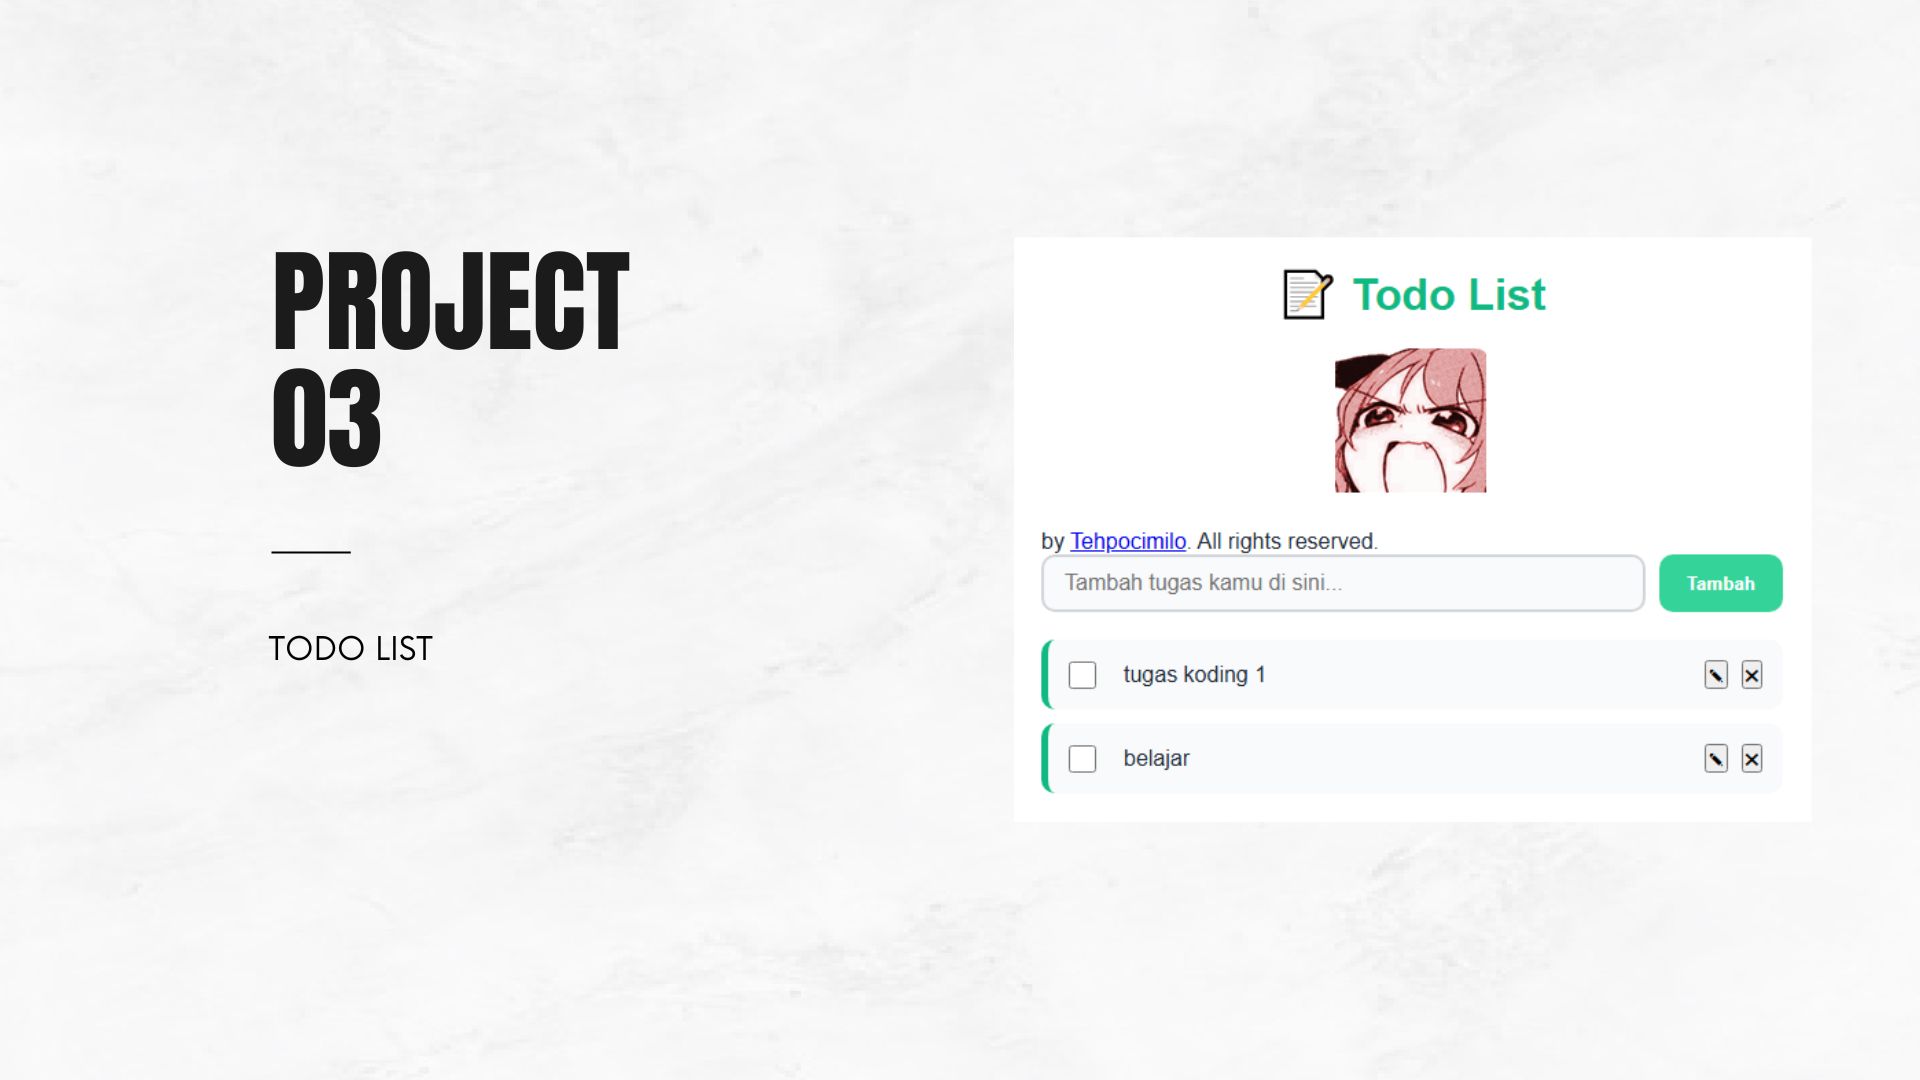 PROJECT
03
TODO LIST
📝 Todo List
by Tehpocimilo. All rights reserved.
Tambah tugas kamu di sini...
Tambah
tugas koding 1
belajar